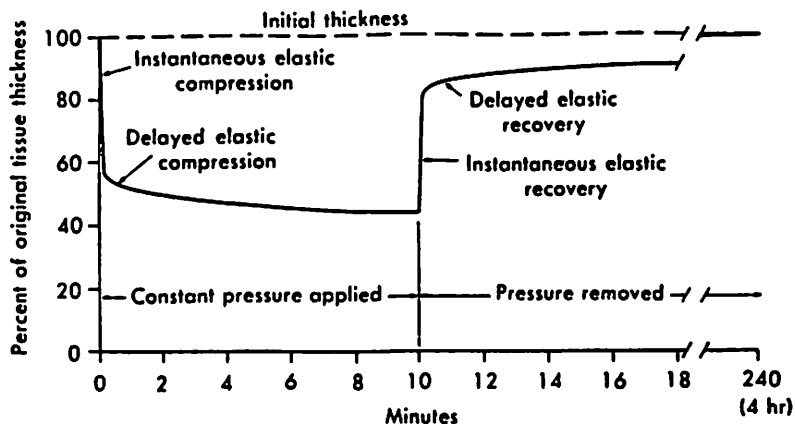 Initial thickness
Percent of original tissue thickness
100
80
60
40
20
0
Instantaneous elastic
compression
Delayed elastic
compression
Delayed elastic
recovery
Instantaneous elastic
recovery
Constant pressure applied
Pressure removed
0 2 4 6 8 10 12 14 16 18 240
(4 hr)
Minutes